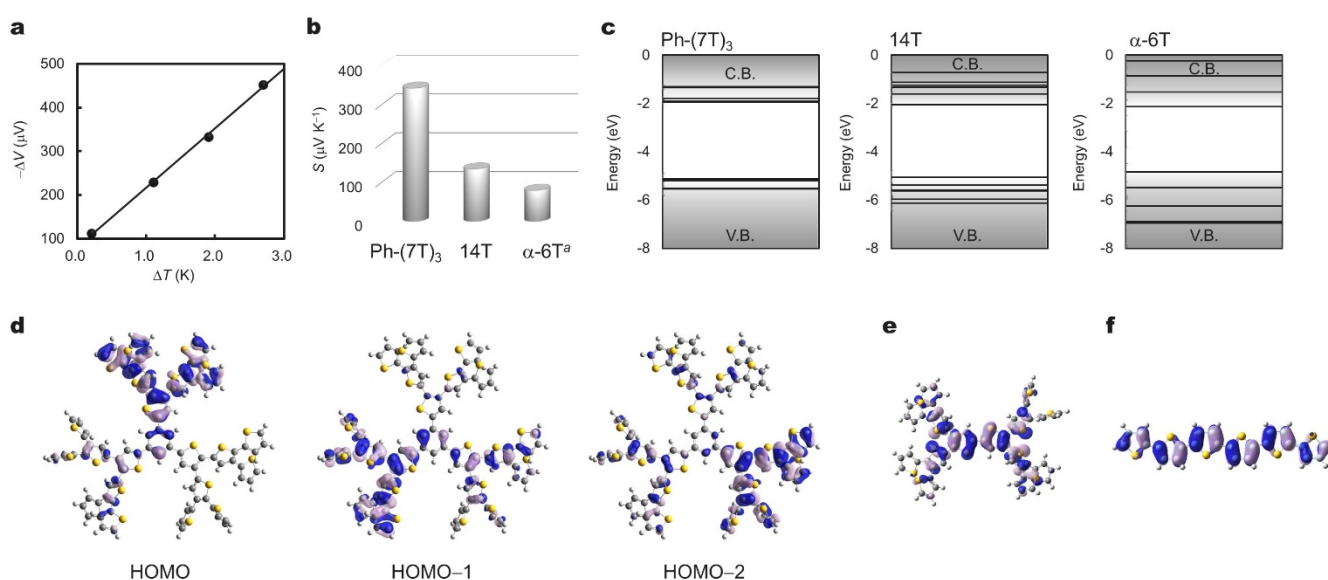 a
500
400
300
200
100
−ΔV (µV)
0.0 1.0 2.0 3.0
ΔT (K)
b
400
300
200
100
0
S (µV K⁻¹)
Ph-(7T)₃ 14T α-6Tᵃ
c
Ph-(7T)₃
0
-2
-4
-6
-8
Energy (eV)
C.B.
V.B.
14T
0
-2
-4
-6
-8
Energy (eV)
C.B.
V.B.
α-6T
0
-2
-4
-6
-8
Energy (eV)
C.B.
V.B.
d
HOMO
HOMO−1
HOMO−2
e
f